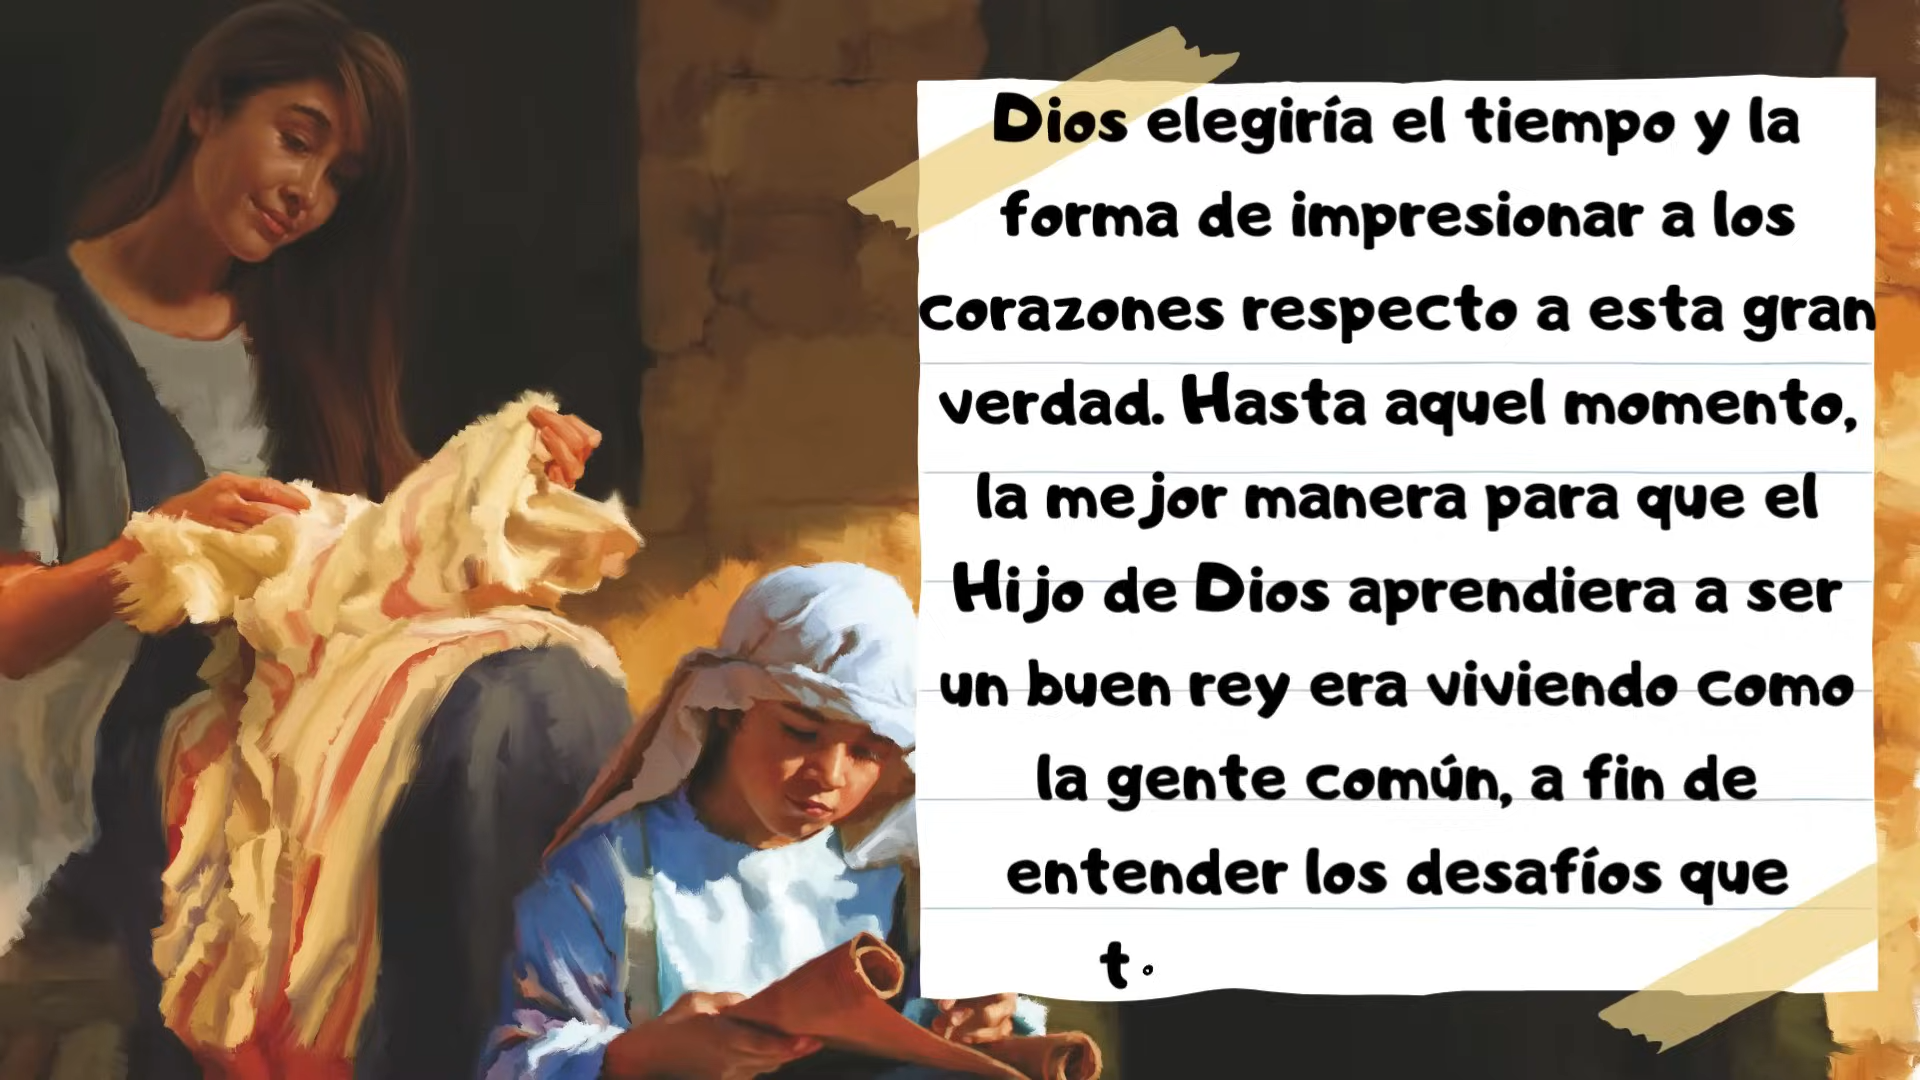 Dios elegiría el tiempo y la
forma de impresionar a los
corazones respecto a esta gran
verdad. Hasta aquel momento,
la mejor manera para que el
Hijo de Dios aprendiera a ser
un buen rey era viviendo como
la gente común, a fin de
entender los desafíos que